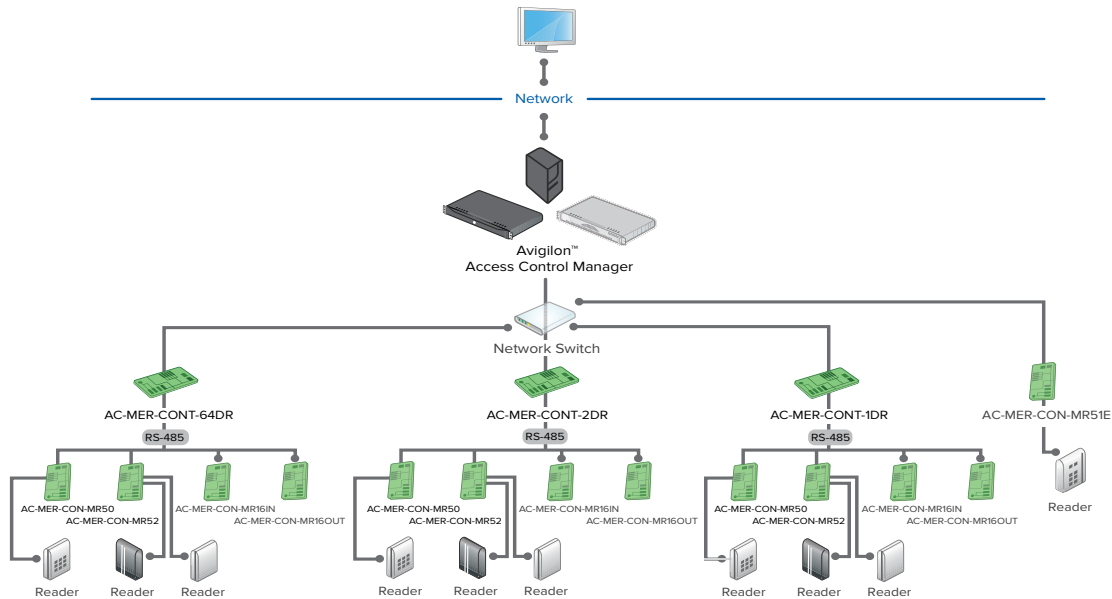 Network
Avigilon™
Access Control Manager
Network Switch
AC-MER-CONT-64DR
AC-MER-CONT-2DR
AC-MER-CONT-1DR
AC-MER-CON-MR51E
RS-485
RS-485
RS-485
AC-MER-CON-MR50
AC-MER-CON-MR52
AC-MER-CON-MR16IN
AC-MER-CON-MR16OUT
AC-MER-CON-MR50
AC-MER-CON-MR52
AC-MER-CON-MR16IN
AC-MER-CON-MR16OUT
AC-MER-CON-MR50
AC-MER-CON-MR52
AC-MER-CON-MR16IN
AC-MER-CON-MR16OUT
Reader
Reader
Reader
Reader
Reader
Reader
Reader
Reader
Reader
Reader